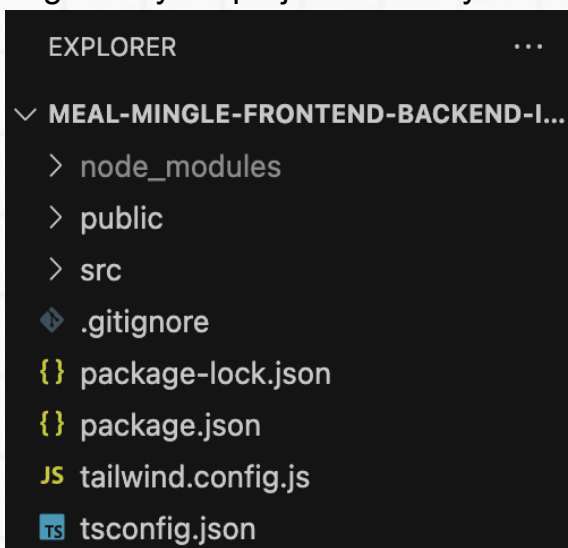 EXPLORER ...
MEAL-MINGLE-FRONTEND-BACKEND-I...
node_modules
public
src
.gitignore
{} package-lock.json
{} package.json
JS tailwind.config.js
TS tsconfig.json